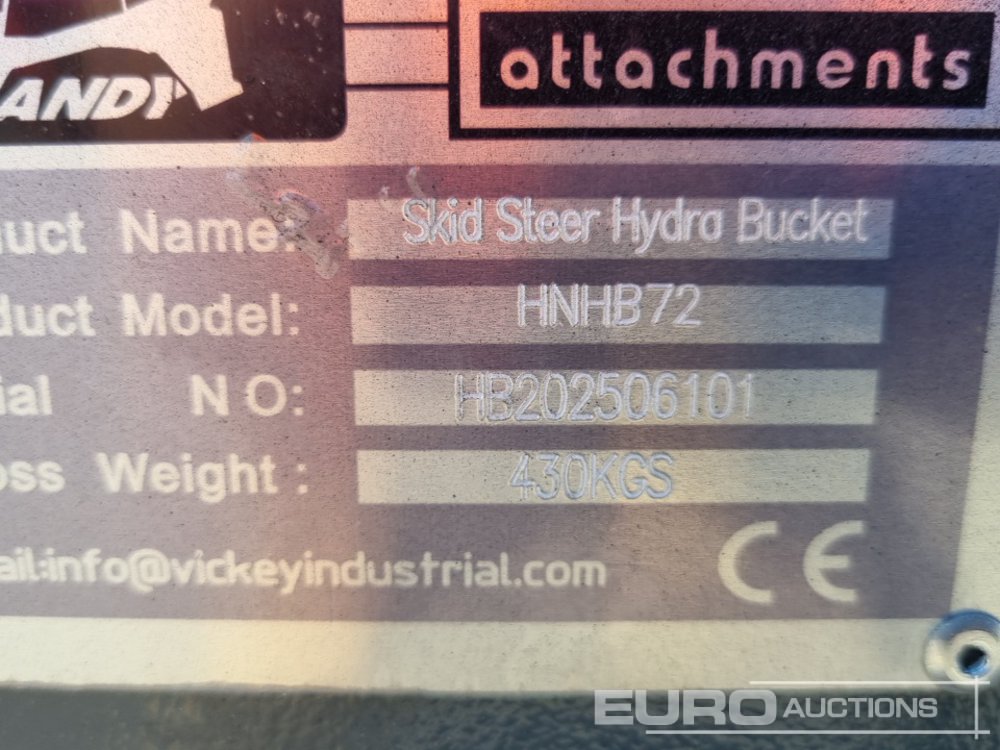 ANDY
attachments
duct Name: Skid Steer Hydra Bucket
duct Model: HNHB72
ial NO: HB202506101
oss Weight: 430KGS
ail:info@vickeyindustrial.com CE
EURO AUCTIONS